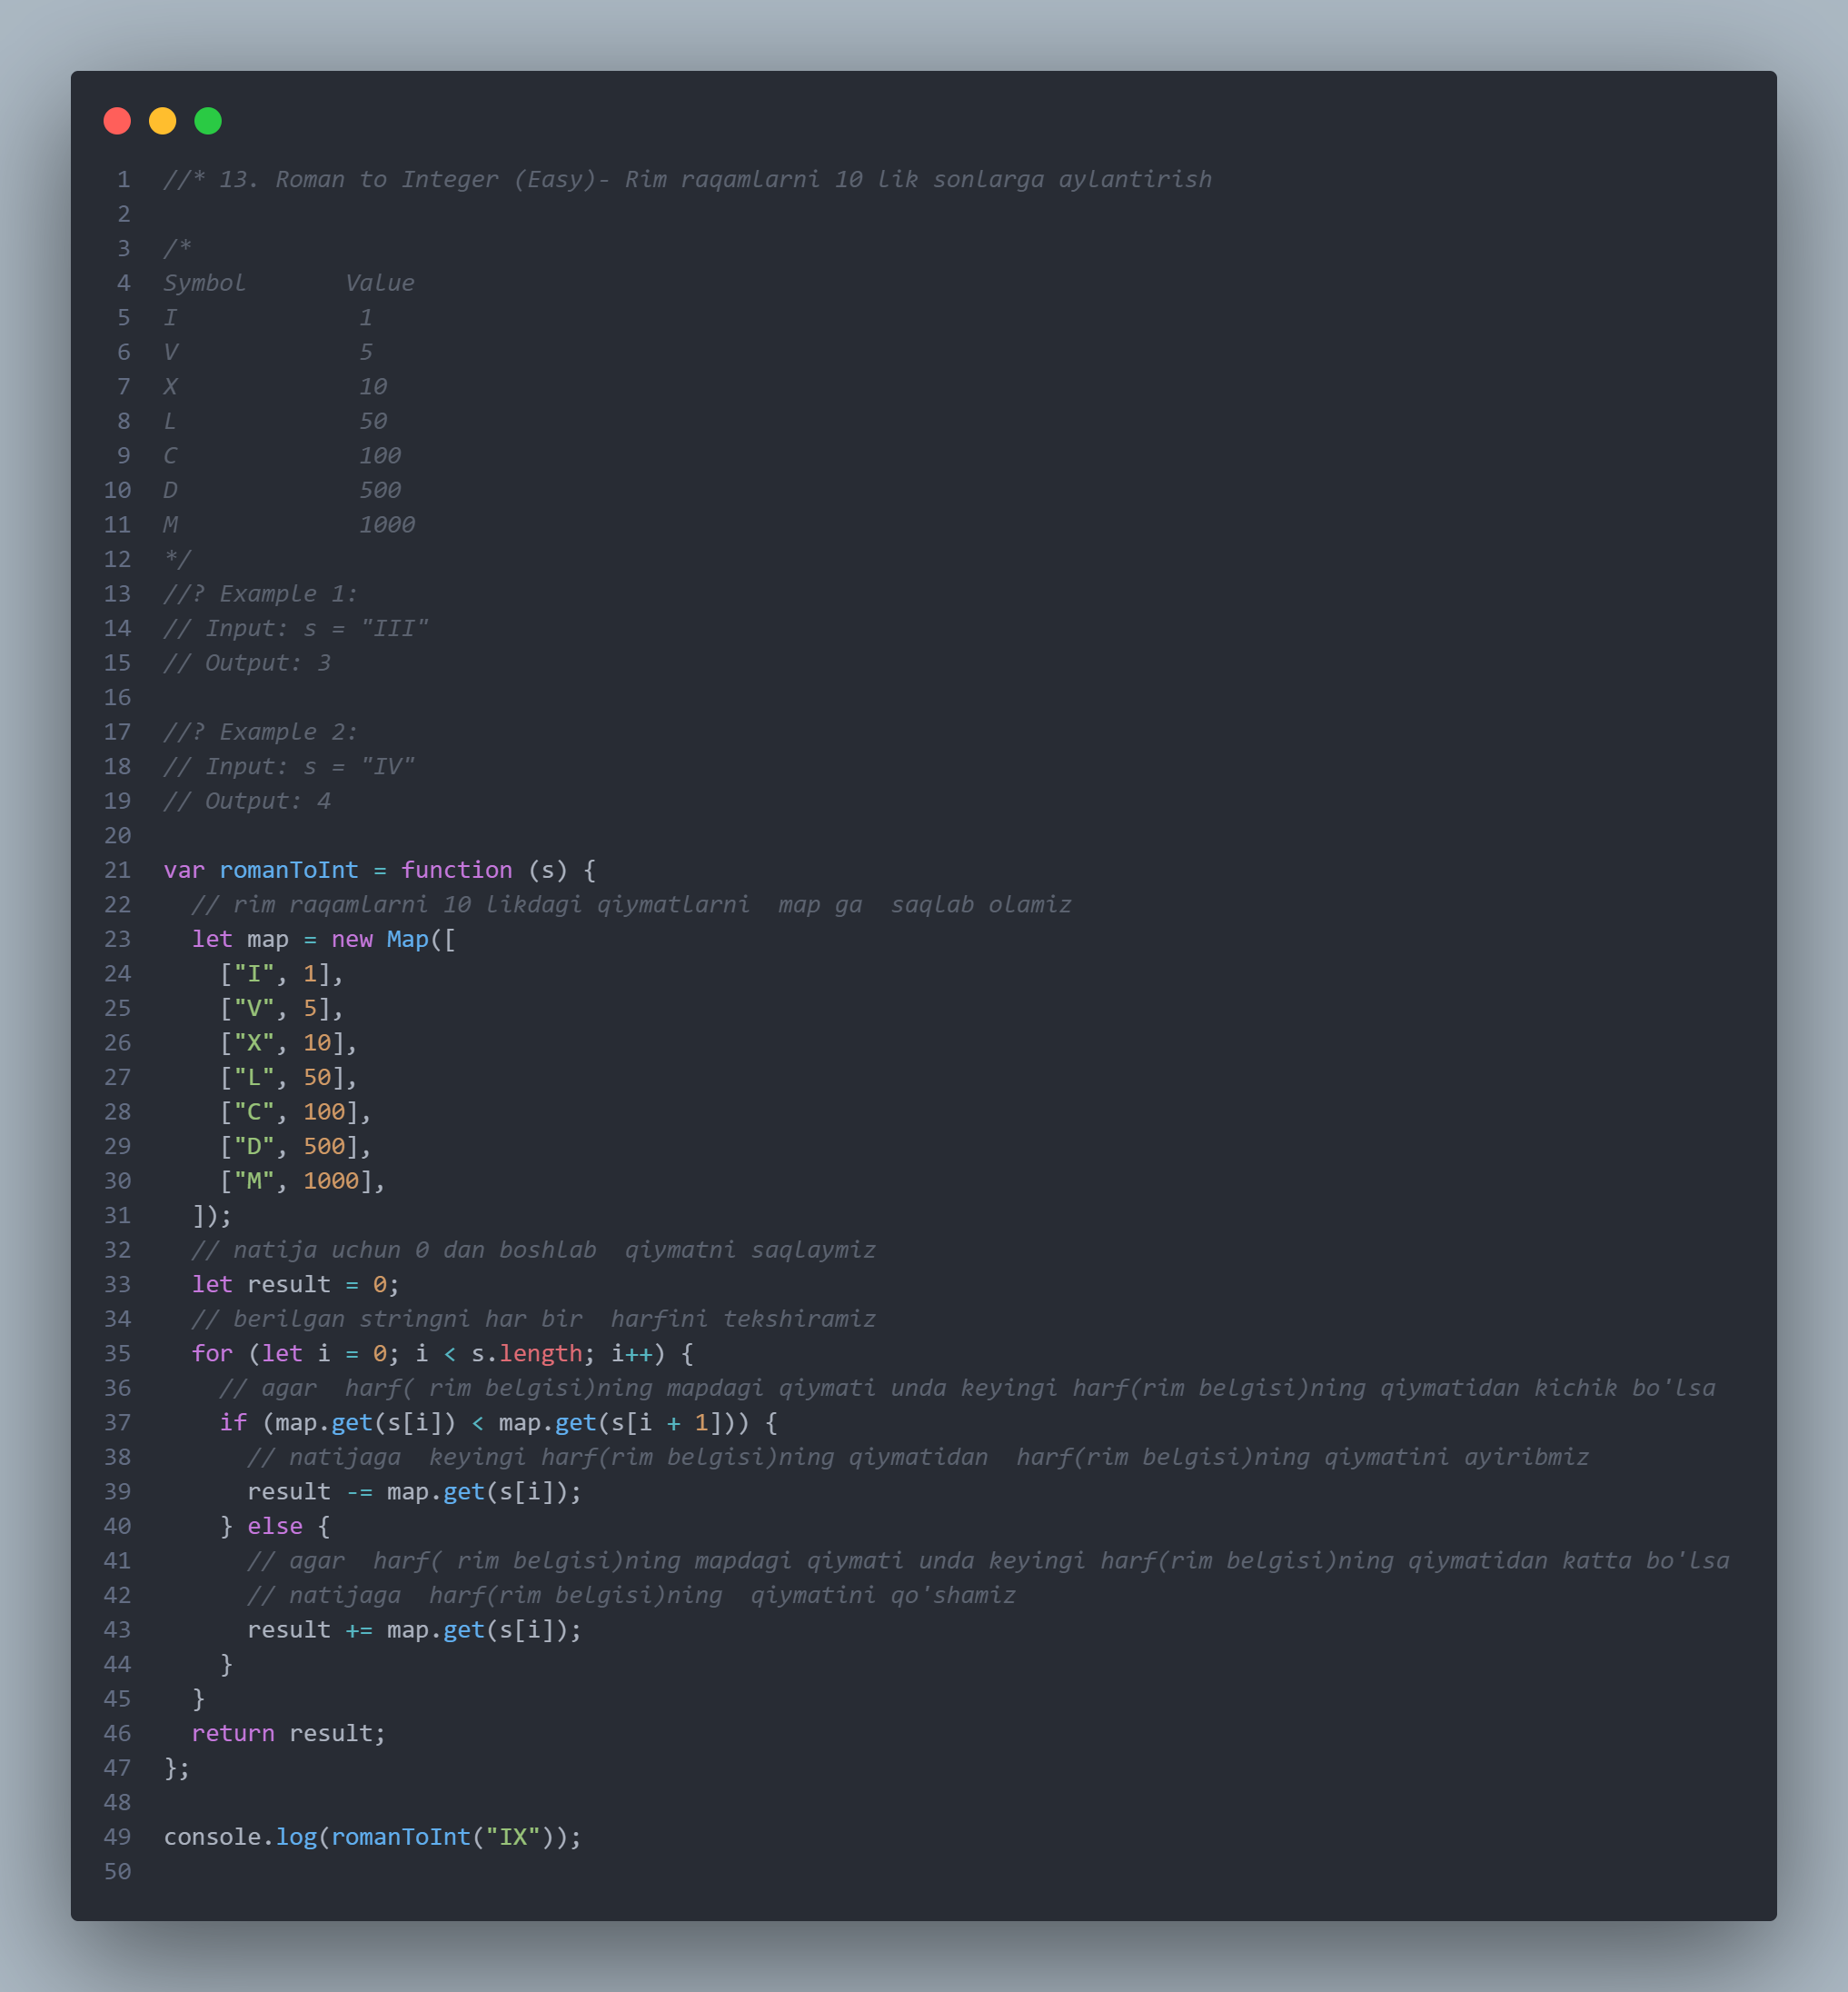 1 //* 13. Roman to Integer (Easy)- Rim raqamlarni 10 lik sonlarga aylantirish
2
3 /*
4 Symbol       Value
5 I             1
6 V             5
7 X             10
8 L             50
9 C             100
10 D             500
11 M             1000
12 */
13 //? Example 1:
14 // Input: s = "III"
15 // Output: 3
16
17 //? Example 2:
18 // Input: s = "IV"
19 // Output: 4
20
21 var romanToInt = function (s) {
22   // rim raqamlarni 10 likdagi qiymatlarni  map ga  saqlab olamiz
23   let map = new Map([
24     ["I", 1],
25     ["V", 5],
26     ["X", 10],
27     ["L", 50],
28     ["C", 100],
29     ["D", 500],
30     ["M", 1000],
31   ]);
32   // natija uchun 0 dan boshlab  qiymatni saqlaymiz
33   let result = 0;
34   // berilgan stringni har bir  harfini tekshiramiz
35   for (let i = 0; i < s.length; i++) {
36     // agar  harf( rim belgisi)ning mapdagi qiymati unda keyingi harf(rim belgisi)ning qiymatidan kichik bo'lsa
37     if (map.get(s[i]) < map.get(s[i + 1])) {
38       // natijaga  keyingi harf(rim belgisi)ning qiymatidan  harf(rim belgisi)ning qiymatini ayiribmiz
39       result -= map.get(s[i]);
40     } else {
41       // agar  harf( rim belgisi)ning mapdagi qiymati unda keyingi harf(rim belgisi)ning qiymatidan katta bo'lsa
42       // natijaga  harf(rim belgisi)ning  qiymatini qo'shamiz
43       result += map.get(s[i]);
44     }
45   }
46   return result;
47 };
48
49 console.log(romanToInt("IX"));
50